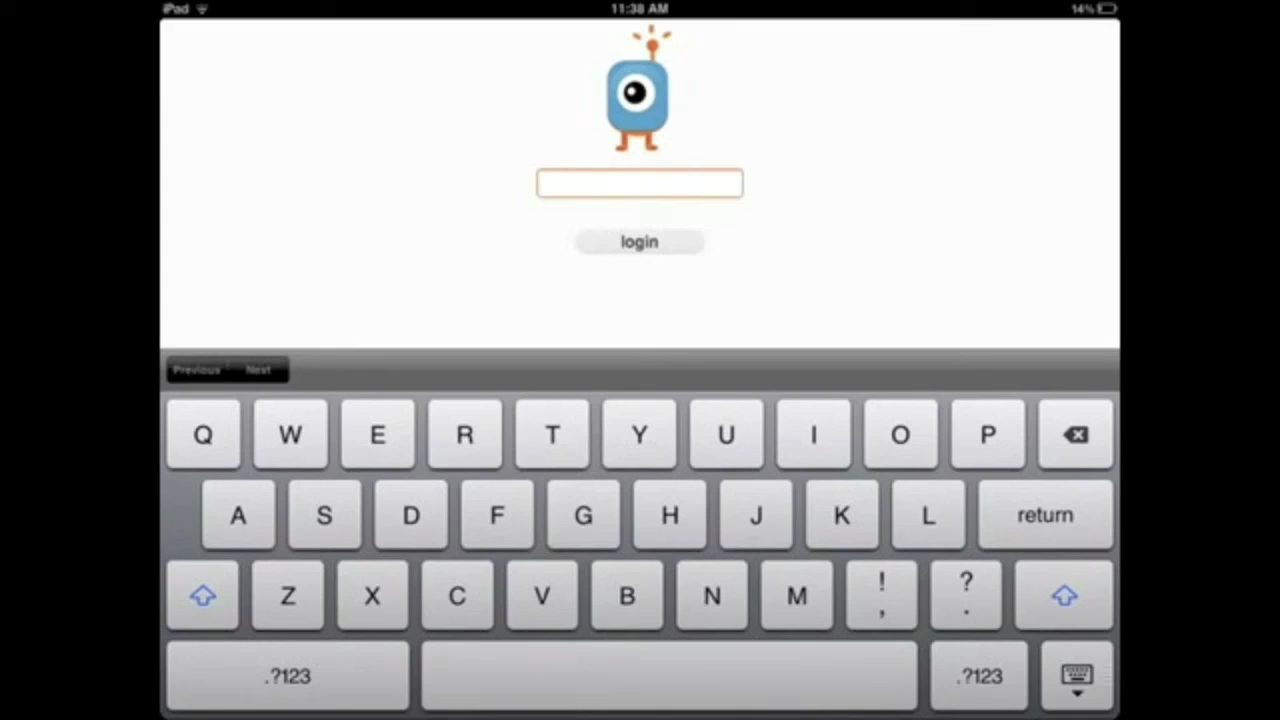 iPad 11:38 AM 14%
login
Previous Next
Q W E R T Y U I O P
A S D F G H J K L return
Z X C V B N M ! , ? .
.?123 .?123